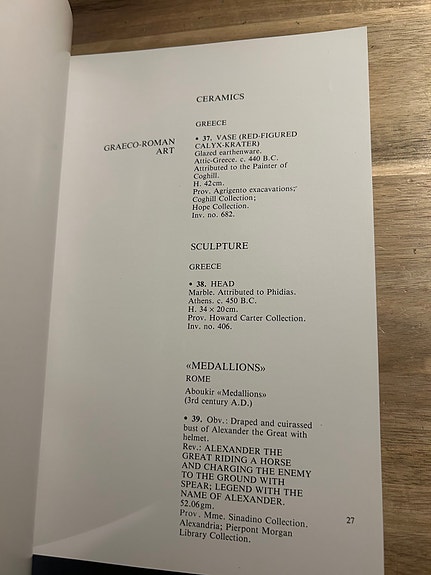 CERAMICS
GREECE
GRAECO-ROMAN
ART
• 37. VASE (RED-FIGURED
CALYX-KRATER)
Glazed earthenware.
Attic-Greece. c. 440 B.C.
Attributed to the Painter of
Coghill.
H. 42cm.
Prov. Agrigento exacavations;
Coghill Collection;
Hope Collection.
Inv. no. 682.
SCULPTURE
GREECE
• 38. HEAD
Marble. Attributed to Phidias.
Athens. c. 450 B.C.
H. 34 × 20cm.
Prov. Howard Carter Collection.
Inv. no. 406.
«MEDALLIONS»
ROME
Aboukir «Medallions»
(3rd century A.D.)
• 39. Obv.: Draped and cuirassed
bust of Alexander the Great with
helmet.
Rev.: ALEXANDER THE
GREAT RIDING A HORSE
AND CHARGING THE ENEMY
TO THE GROUND WITH
SPEAR; LEGEND WITH THE
NAME OF ALEXANDER.
52.06gm.
Prov. Mme. Sinadino Collection.
Alexandria; Pierpont Morgan
Library Collection.
27